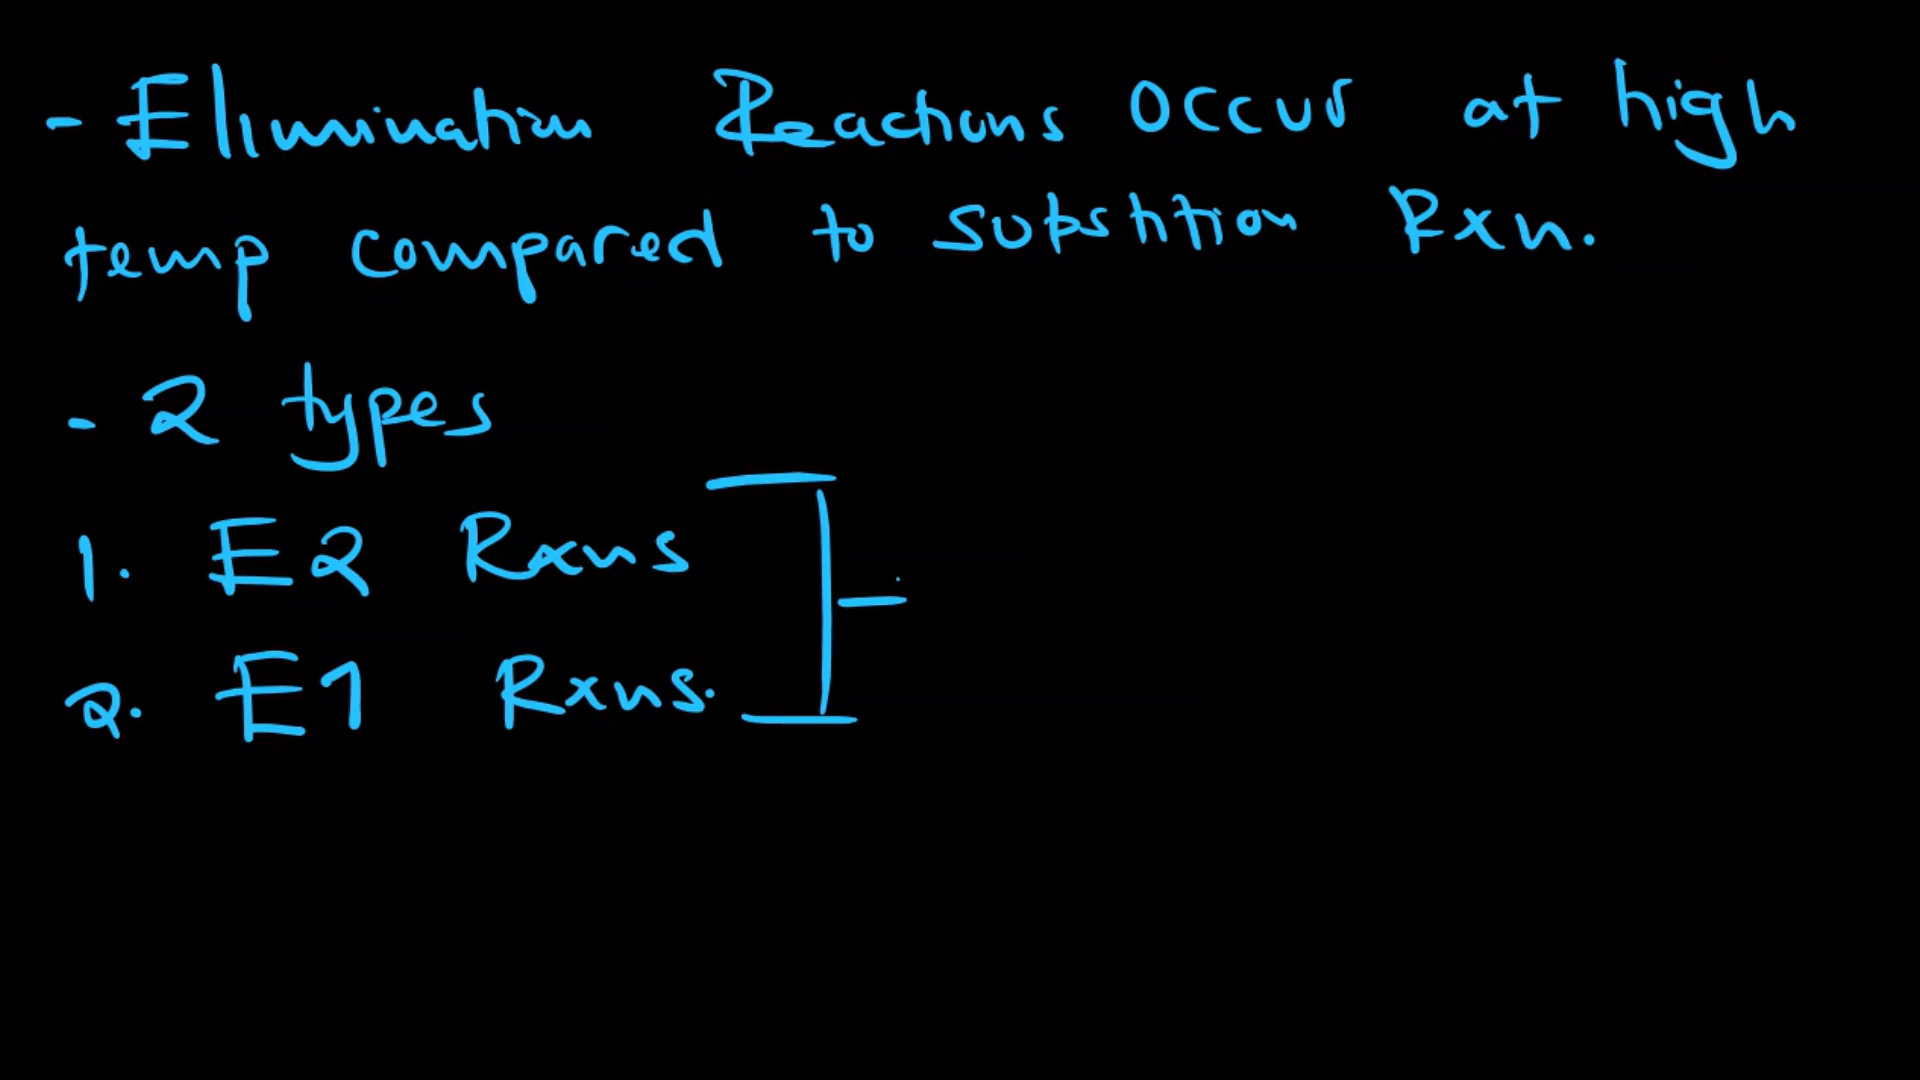 - Elimination Reactions Occur at high
temp compared to substition Rxn.
- 2 types
1. E2 Rxns
2. E1 Rxns.